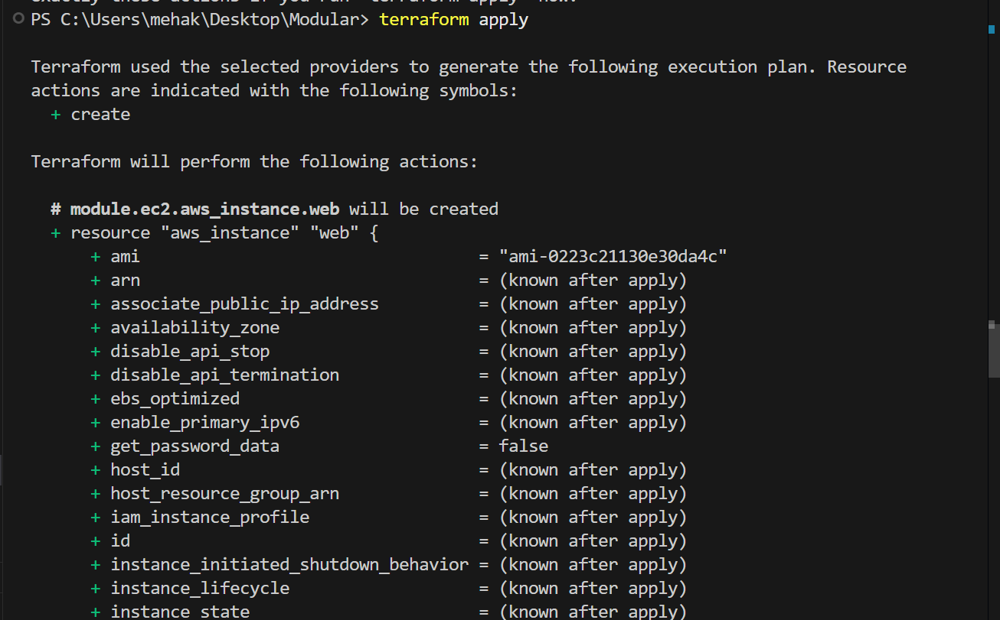 exactly these actions if you run "terraform apply" now.
PS C:\Users\mehak\Desktop\Modular> terraform apply
Terraform used the selected providers to generate the following execution plan. Resource
actions are indicated with the following symbols:
+ create
Terraform will perform the following actions:
# module.ec2.aws_instance.web will be created
+ resource "aws_instance" "web" {
+ ami = "ami-0223c21130e30da4c"
+ arn = (known after apply)
+ associate_public_ip_address = (known after apply)
+ availability_zone = (known after apply)
+ disable_api_stop = (known after apply)
+ disable_api_termination = (known after apply)
+ ebs_optimized = (known after apply)
+ enable_primary_ipv6 = (known after apply)
+ get_password_data = false
+ host_id = (known after apply)
+ host_resource_group_arn = (known after apply)
+ iam_instance_profile = (known after apply)
+ id = (known after apply)
+ instance_initiated_shutdown_behavior = (known after apply)
+ instance_lifecycle = (known after apply)
+ instance_state = (known after apply)